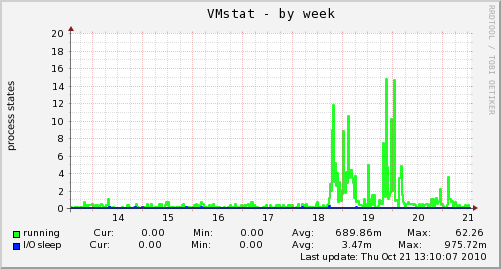 VMstat - by week
RRDTOOL / TOBI OETIKER
process states
20
18
16
14
12
10
8
6
4
2
0
14 15 16 17 18 19 20 21
running Cur: 0.00 Min: 0.00 Avg: 689.86m Max: 62.26
I/O sleep Cur: 0.00 Min: 0.00 Avg: 3.47m Max: 975.72m
Last update: Thu Oct 21 13:10:07 2010